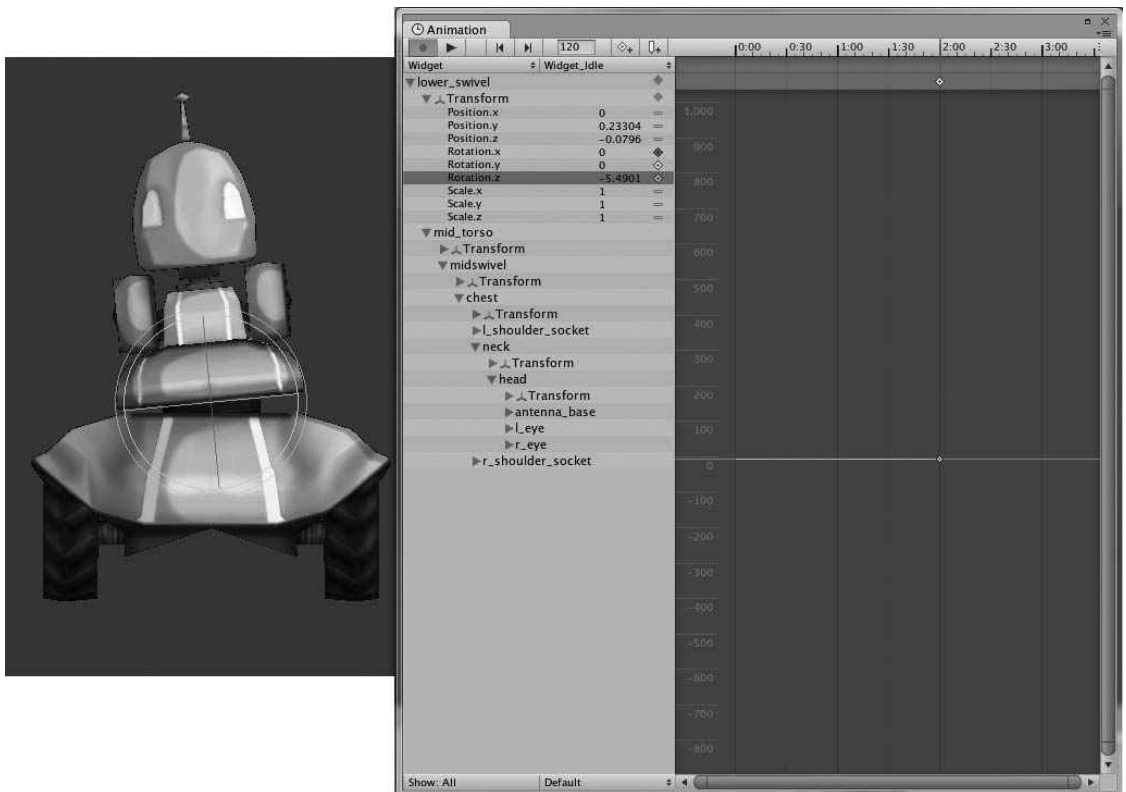 Animation
120
0:00 0:30 1:00 1:30 2:00 2:30 3:00
Widget Widget_Idle
lower_swivel
Transform
Position.x 0
Position.y 0.23304
Position.z -0.0796
Rotation.x 0
Rotation.y 0
Rotation.z -5.4901
Scale.x 1
Scale.y 1
Scale.z 1
mid_torso
Transform
midswivel
Transform
chest
Transform
l_shoulder_socket
neck
Transform
head
Transform
antenna_base
l_eye
r_eye
r_shoulder_socket
1,000
900
800
700
600
500
400
300
200
100
0
-100
-200
-300
-400
-500
-600
-700
-800
Show: All Default